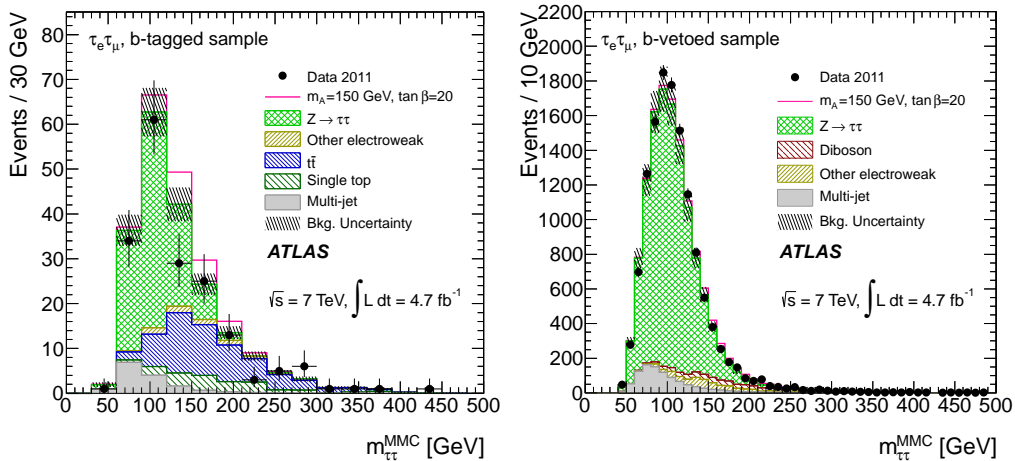 Events / 30 GeV
85
80
70
60
50
40
30
20
10
0
τeτμ, b-tagged sample
Data 2011
mA=150 GeV, tanβ=20
Z → ττ
Other electroweak
tt̄
Single top
Multi-jet
Bkg. Uncertainty
ATLAS
√s = 7 TeV, ∫ L dt = 4.7 fb⁻¹
0 50 100 150 200 250 300 350 400 450 500
mττ^MMC [GeV]
Events / 10 GeV
2200
2000
1800
1600
1400
1200
1000
800
600
400
200
0
τeτμ, b-vetoed sample
Data 2011
mA=150 GeV, tanβ=20
Z → ττ
Diboson
Other electroweak
Multi-jet
Bkg. Uncertainty
ATLAS
√s = 7 TeV, ∫ L dt = 4.7 fb⁻¹
0 50 100 150 200 250 300 350 400 450 500
mττ^MMC [GeV]